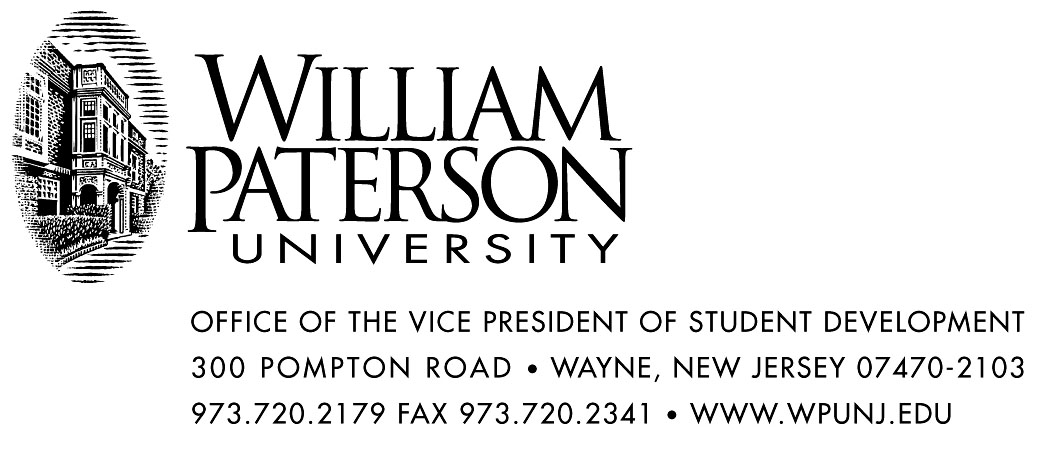 WILLIAM
PATERSON
UNIVERSITY
OFFICE OF THE VICE PRESIDENT OF STUDENT DEVELOPMENT
300 POMPTON ROAD • WAYNE, NEW JERSEY 07470-2103
973.720.2179 FAX 973.720.2341 • WWW.WPUNJ.EDU